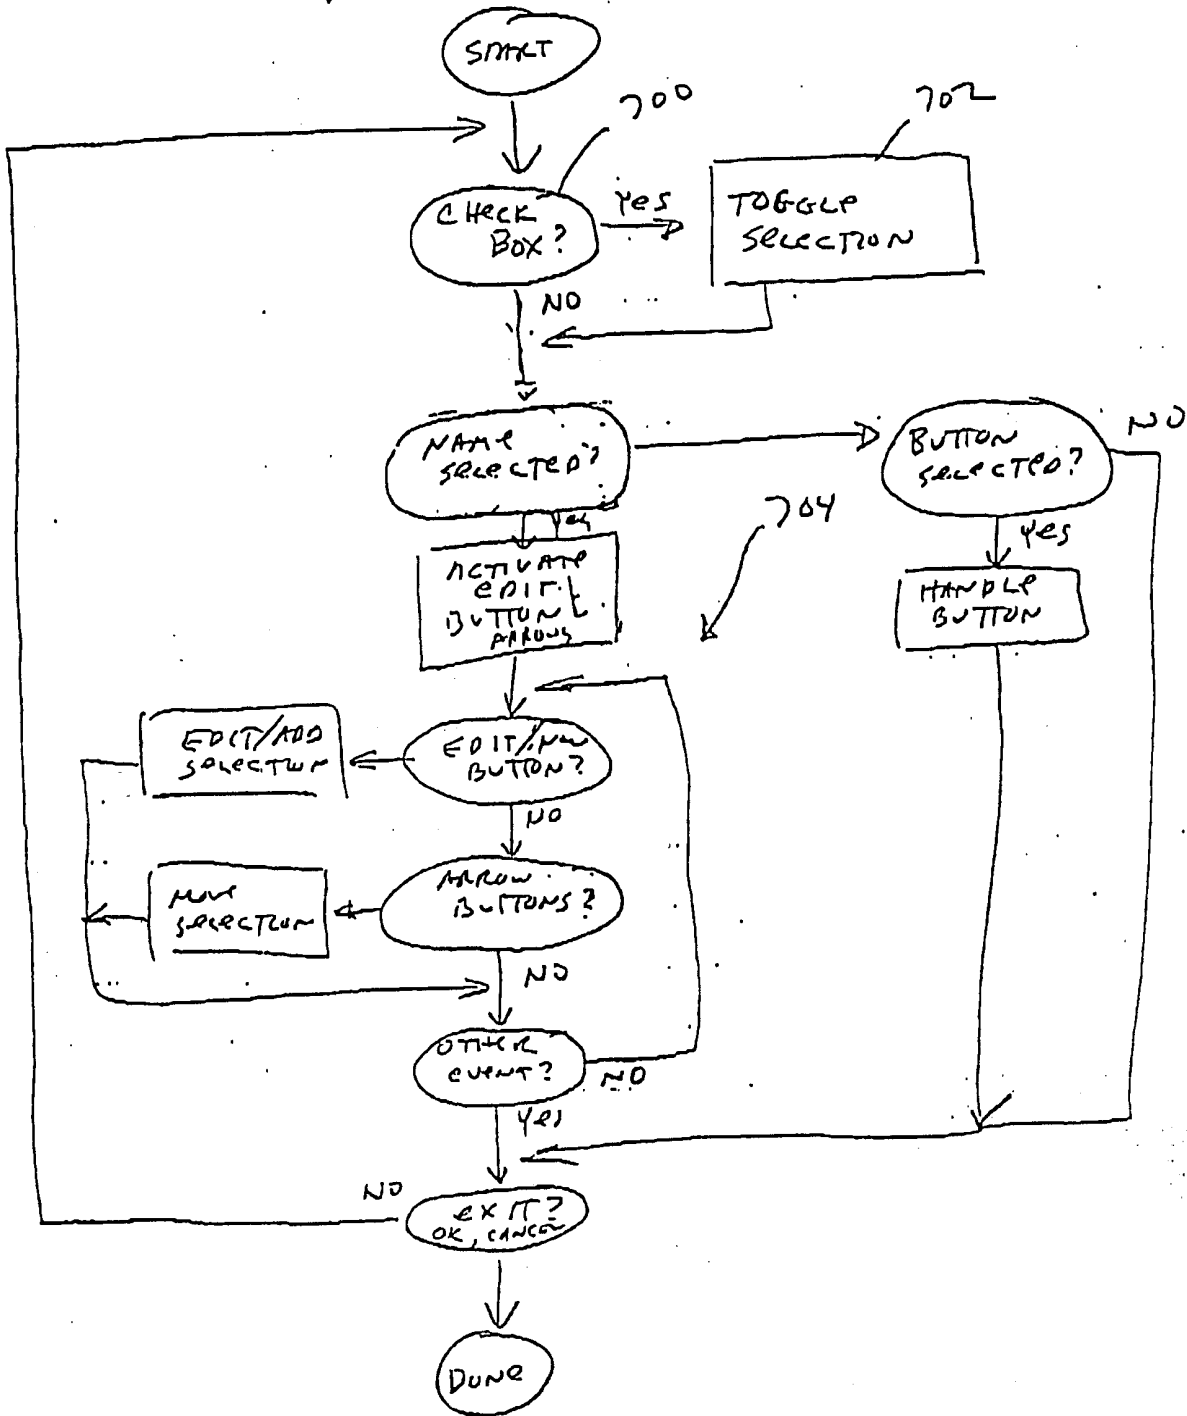 START
700
702
CHECK
BOX?
Yes
TOGGLE
SELECTION
NO
NAME
SELECTED?
BUTTON
SELECTED?
NO
Yes
704
Yes
ACTIVATE
EDIT
BUTTON
ARROWS
HANDLE
BUTTON
EDIT/ADD
SELECTION
EDIT/NEW
BUTTON?
NO
MOVE
SELECTION
ARROW
BUTTONS?
NO
OTHER
EVENT?
NO
Yes
NO
EXIT?
OK, CANCEL
DONE